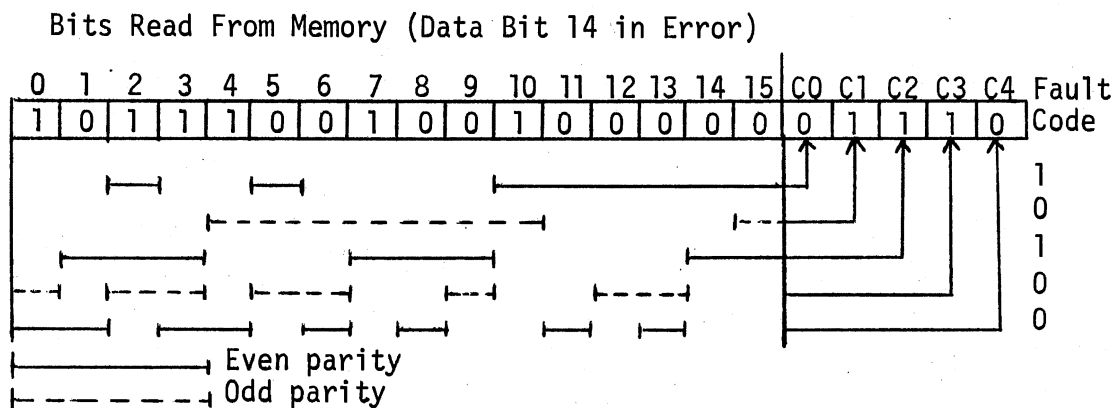 Bits Read From Memory (Data Bit 14 in Error)
0 1 2 3 4 5 6 7 8 9 10 11 12 13 14 15 C0 C1 C2 C3 C4 Fault
1 0 1 1 1 0 0 1 0 0 1 0 0 0 0 0 0 1 1 1 0 Code
1
0
1
0
0
Even parity
Odd parity